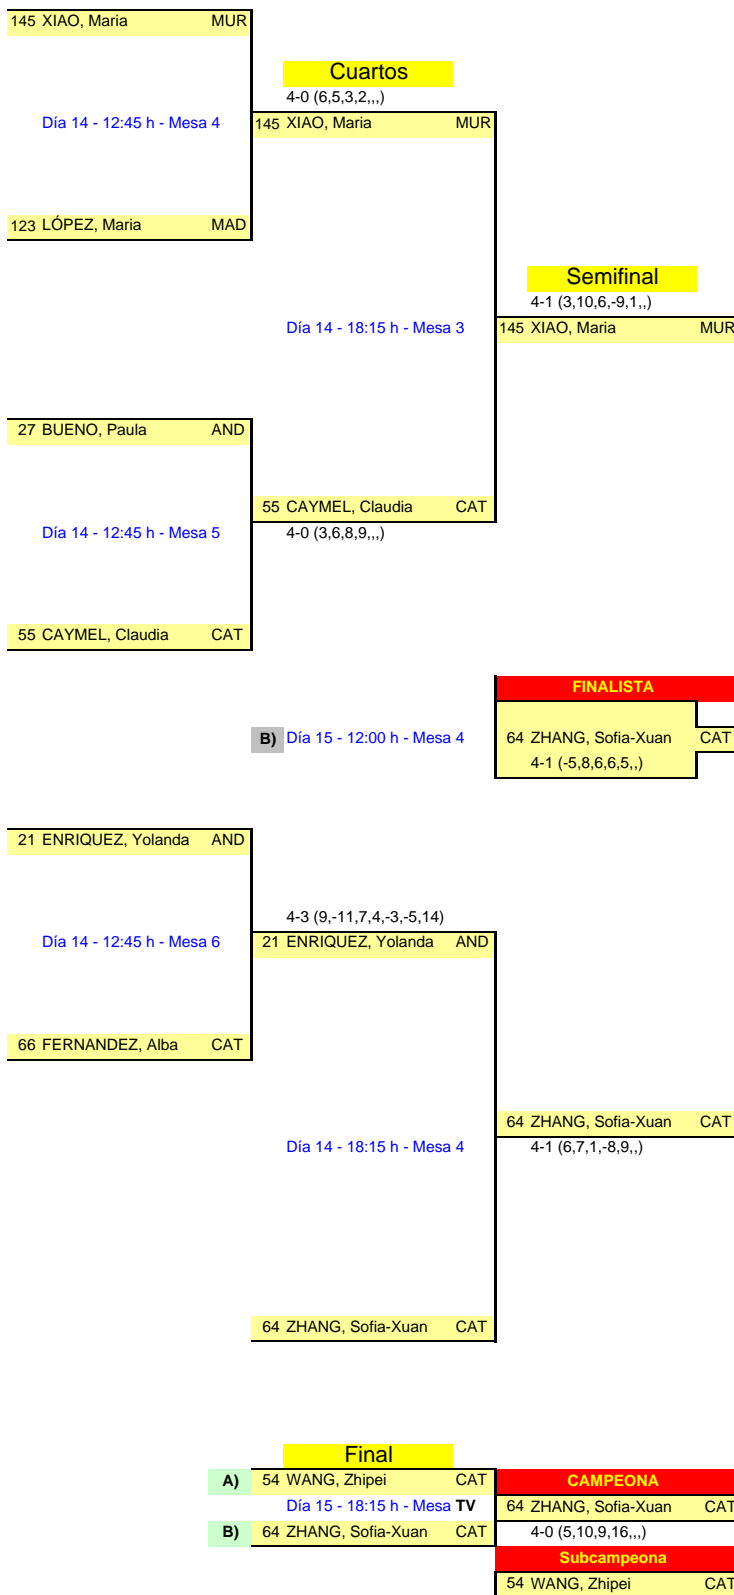 145 XIAO, Maria MUR
Cuartos
4-0 (6,5,3,2,,,)
Día 14 - 12:45 h - Mesa 4
145 XIAO, Maria MUR
123 LÓPEZ, Maria MAD
Semifinal
4-1 (3,10,6,-9,1,,)
Día 14 - 18:15 h - Mesa 3
145 XIAO, Maria MUR
27 BUENO, Paula AND
55 CAYMEL, Claudia CAT
Día 14 - 12:45 h - Mesa 5
4-0 (3,6,8,9,,,)
55 CAYMEL, Claudia CAT
FINALISTA
B) Día 15 - 12:00 h - Mesa 4
64 ZHANG, Sofia-Xuan CAT
4-1 (-5,8,6,6,5,,)
21 ENRIQUEZ, Yolanda AND
4-3 (9,-11,7,4,-3,-5,14)
Día 14 - 12:45 h - Mesa 6
21 ENRIQUEZ, Yolanda AND
66 FERNANDEZ, Alba CAT
64 ZHANG, Sofia-Xuan CAT
Día 14 - 18:15 h - Mesa 4
4-1 (6,7,1,-8,9,,)
64 ZHANG, Sofia-Xuan CAT
Final
A) 54 WANG, Zhipei CAT
CAMPEONA
Día 15 - 18:15 h - Mesa TV
64 ZHANG, Sofia-Xuan CAT
B) 64 ZHANG, Sofia-Xuan CAT
4-0 (5,10,9,16,,,)
Subcampeona
54 WANG, Zhipei CAT